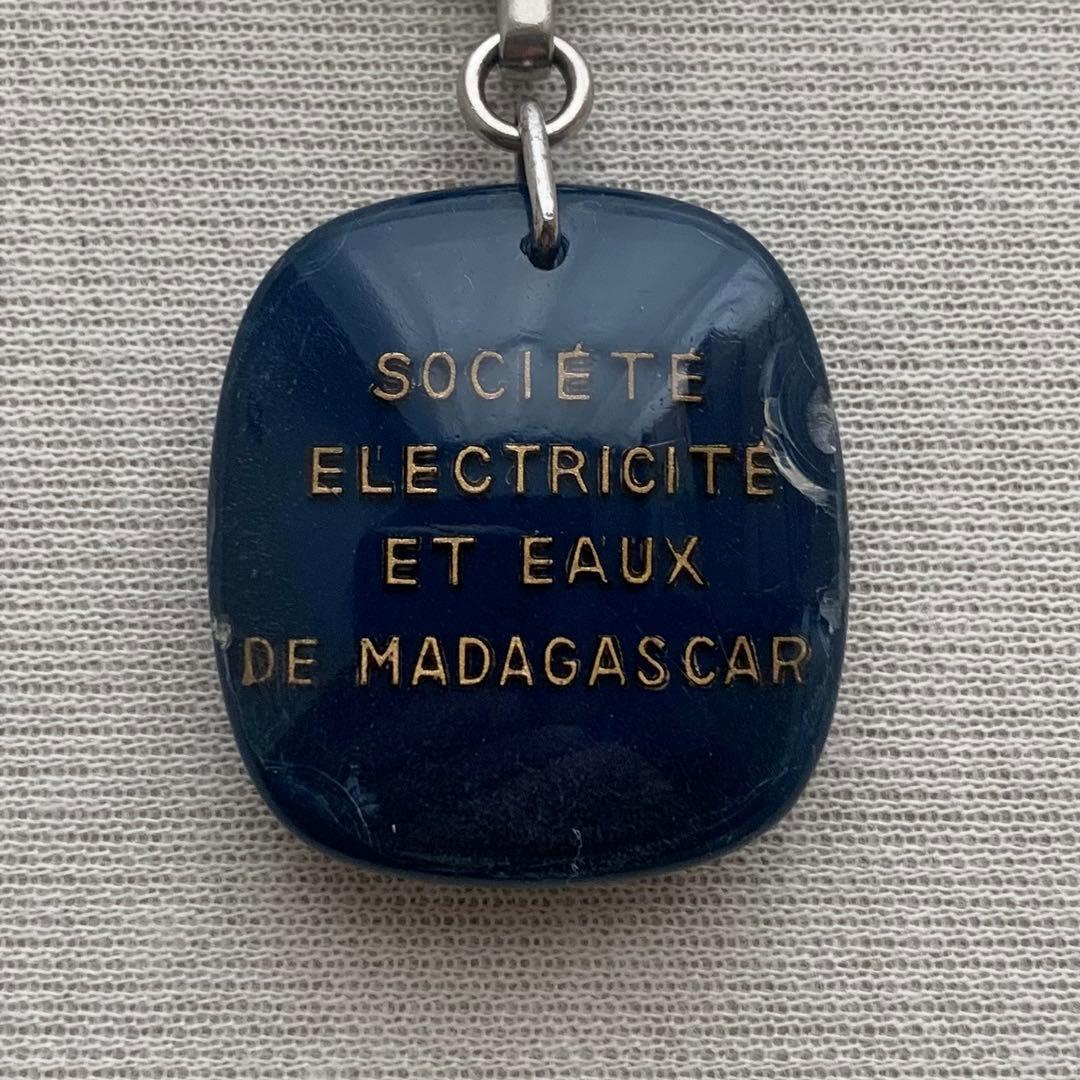 SOCIÉTÉ
ELECTRICITÉ
ET EAUX
DE MADAGASCAR